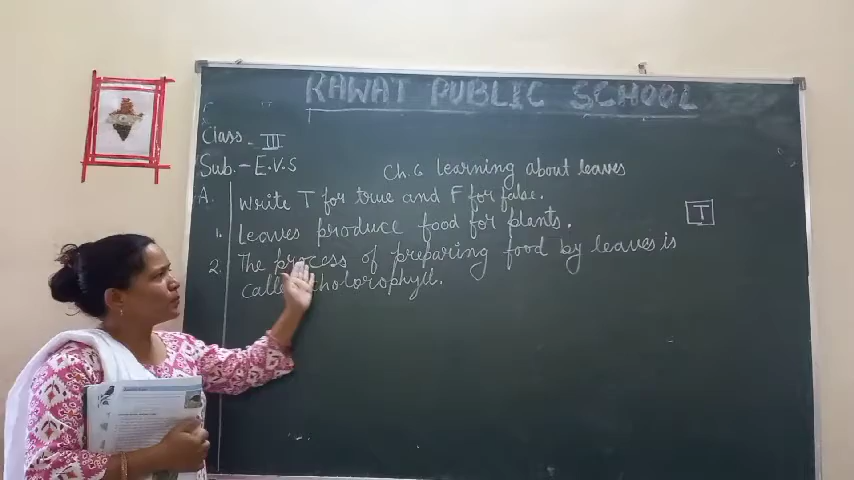 RAWAT PUBLIC SCHOOL
Class - III
Sub. - E.V.S
Ch. 6 learning about leaves
A. Write T for true and F for false.
1. Leaves produce food for plants. T
2. The process of preparing food by leaves is
called cholorophyll.